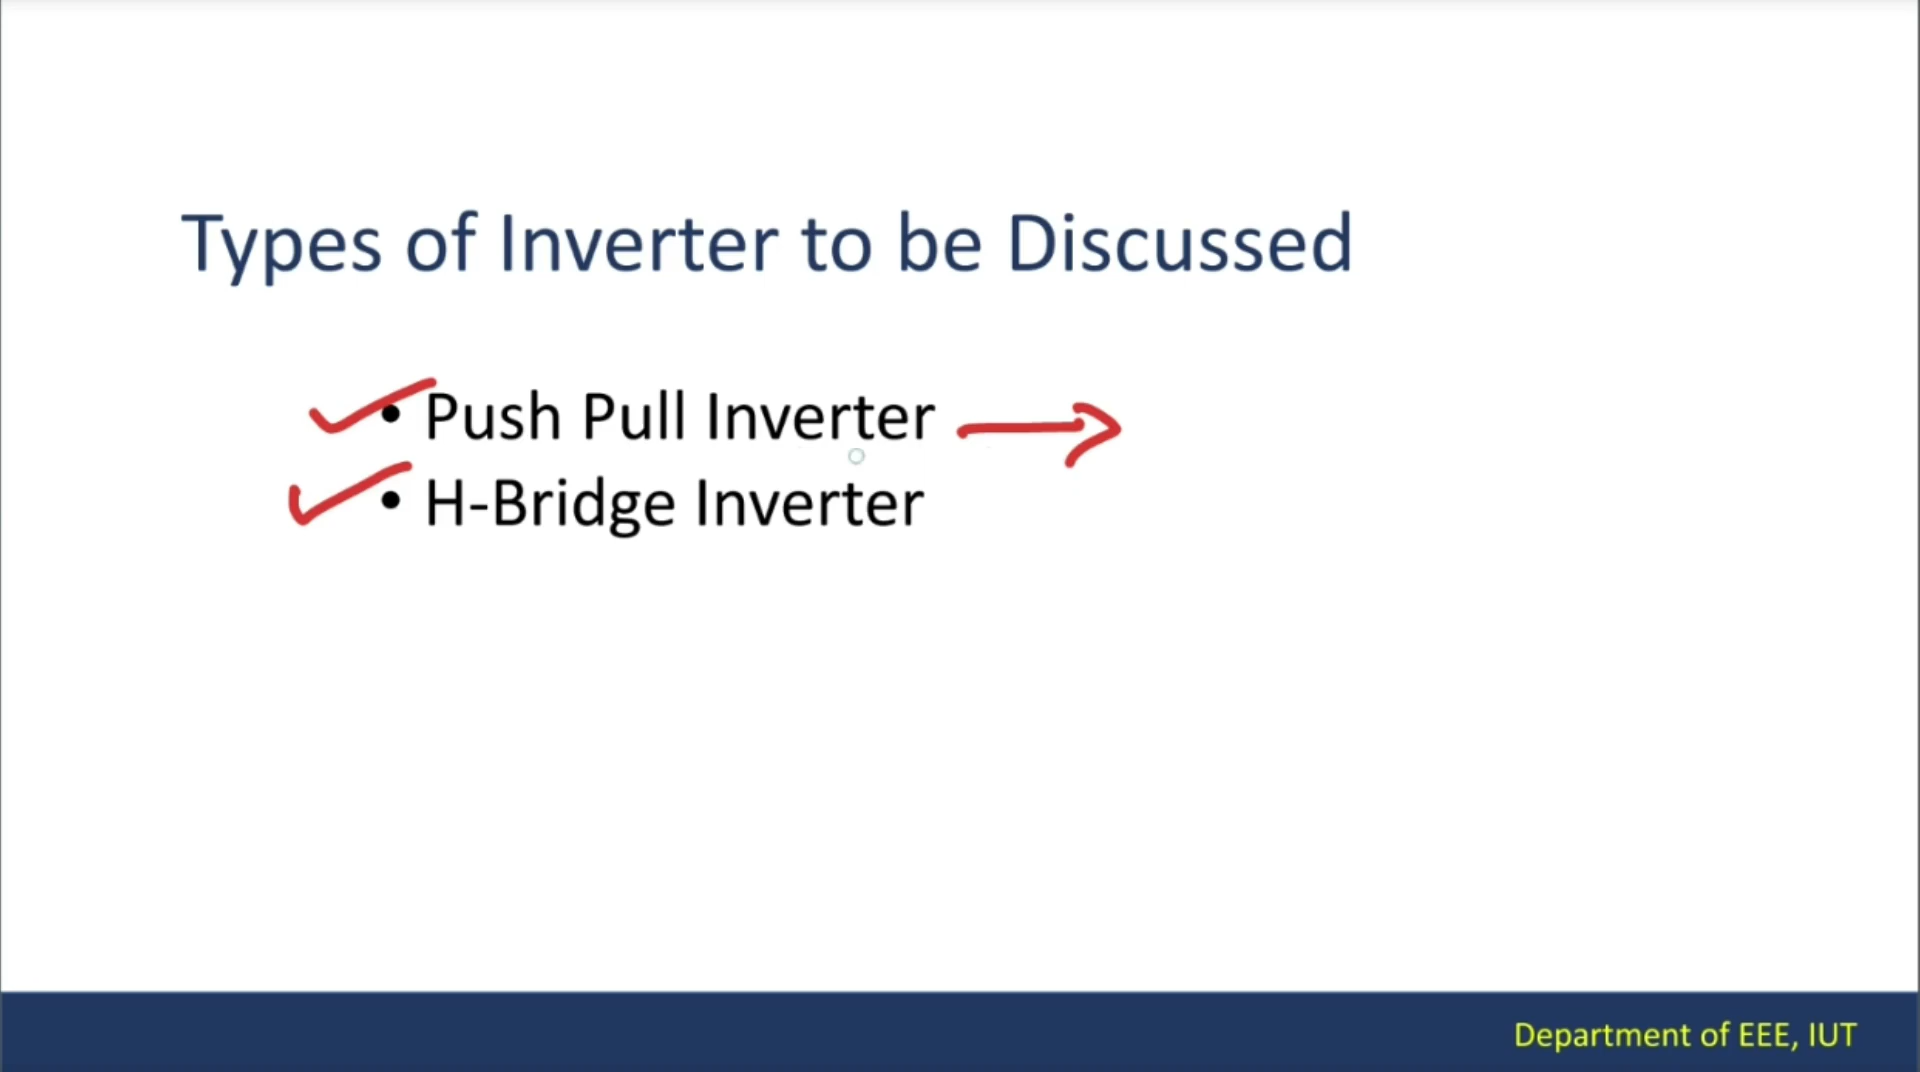 Types of Inverter to be Discussed
• Push Pull Inverter
• H-Bridge Inverter
Department of EEE, IUT